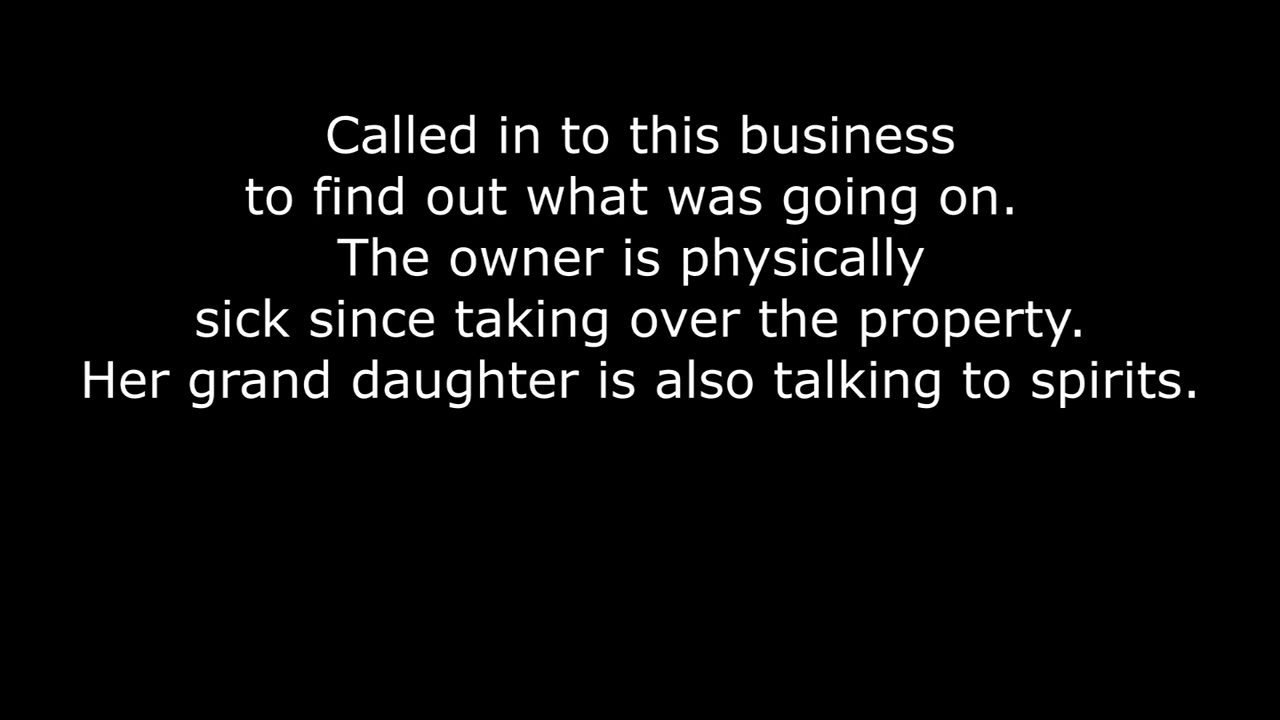 Called in to this business
to find out what was going on.
The owner is physically
sick since taking over the property.
Her grand daughter is also talking to spirits.